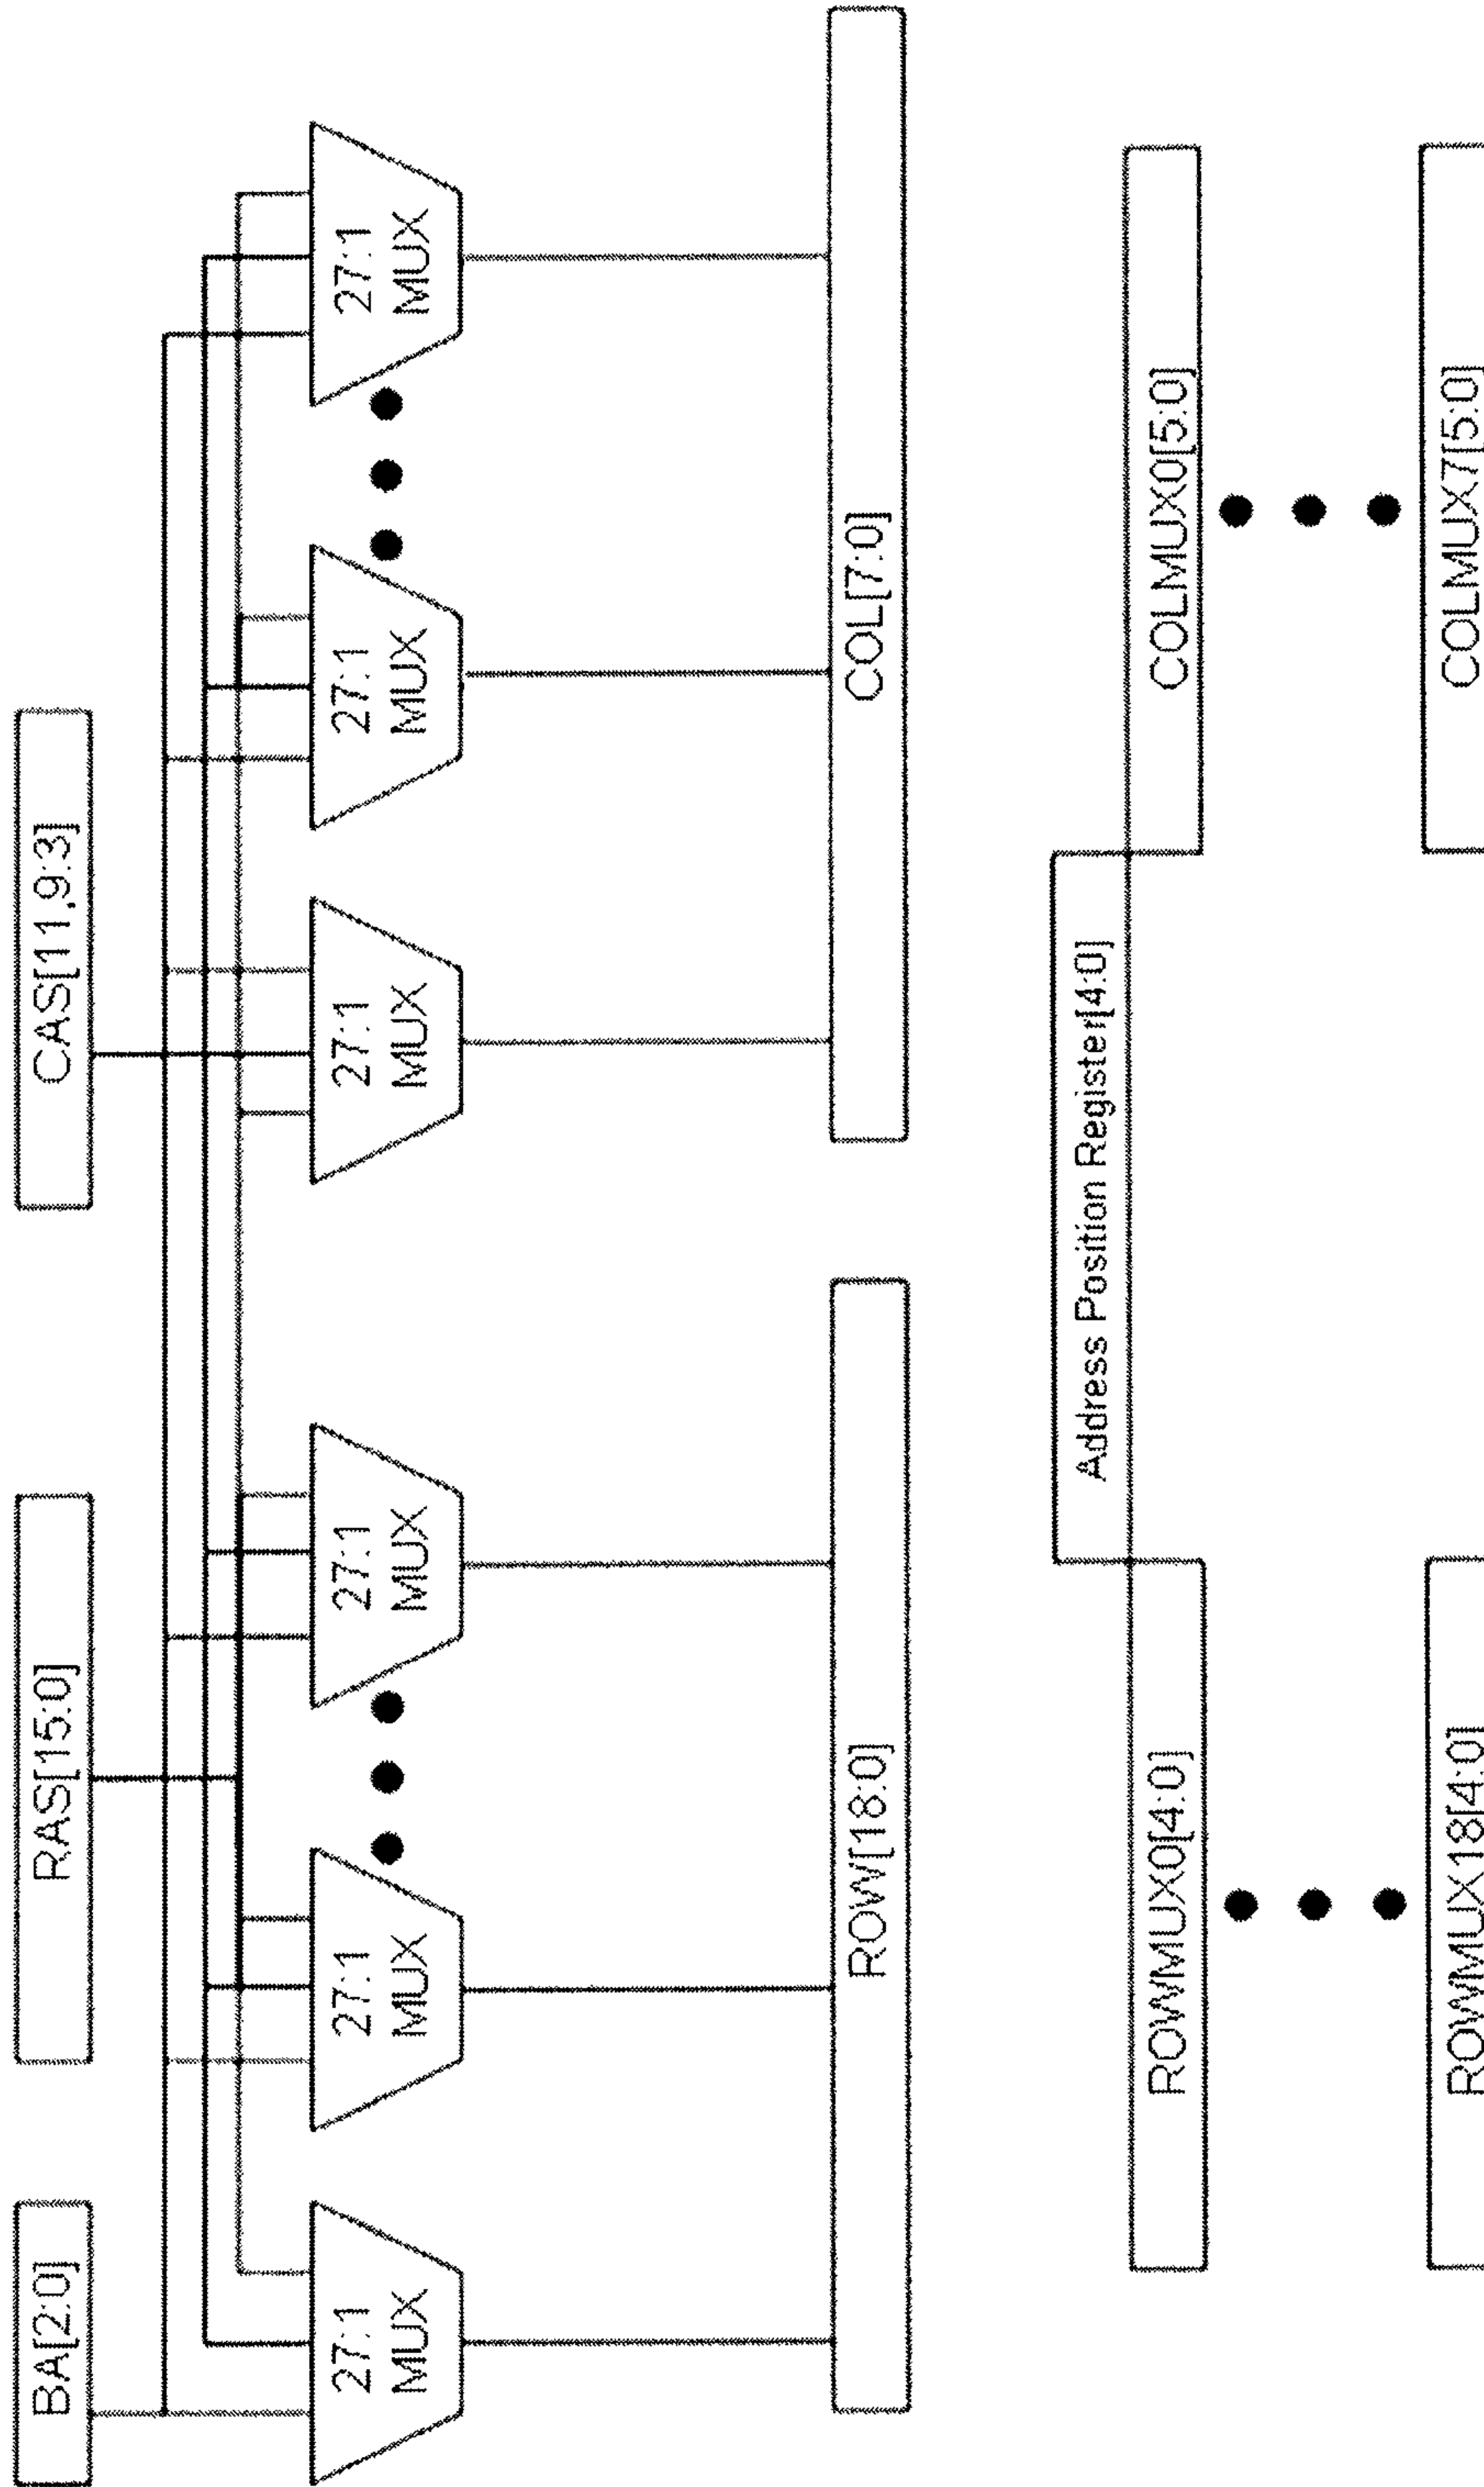 BA[2:0]
RAS[15:0]
CAS[11,9:3]
27:1
MUX
27:1
MUX
27:1
MUX
27:1
MUX
27:1
MUX
27:1
MUX
ROW[18:0]
COL[7:0]
Address Position Register[4:0]
ROWMUX0[4:0]
COLMUX0[5:0]
ROWMUX18[4:0]
COLMUX7[5:0]